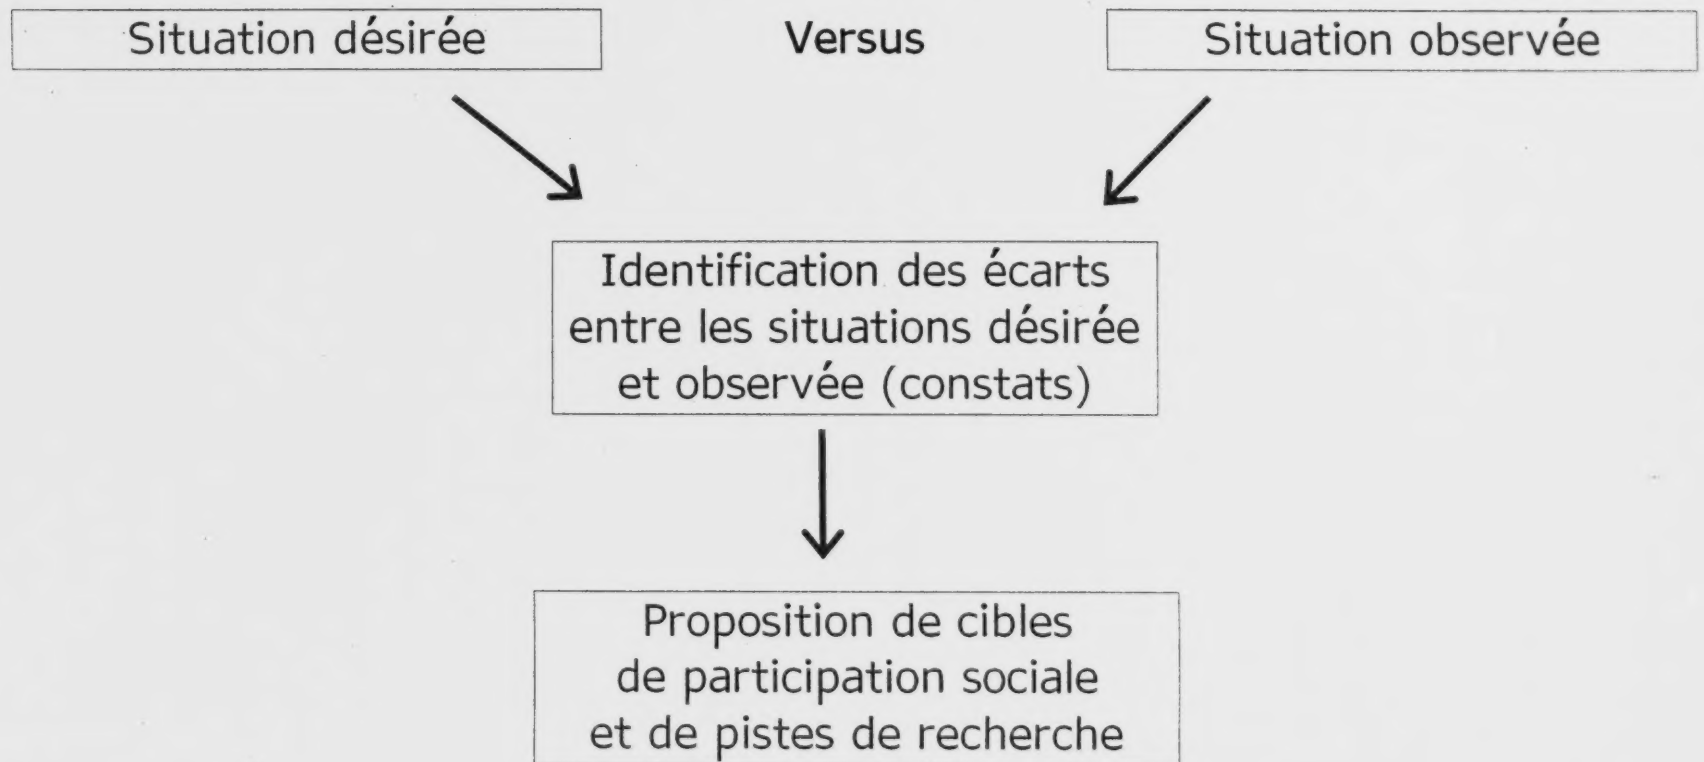 Situation désirée
Versus
Situation observée
Identification des écarts
entre les situations désirée
et observée (constats)
Proposition de cibles
de participation sociale
et de pistes de recherche